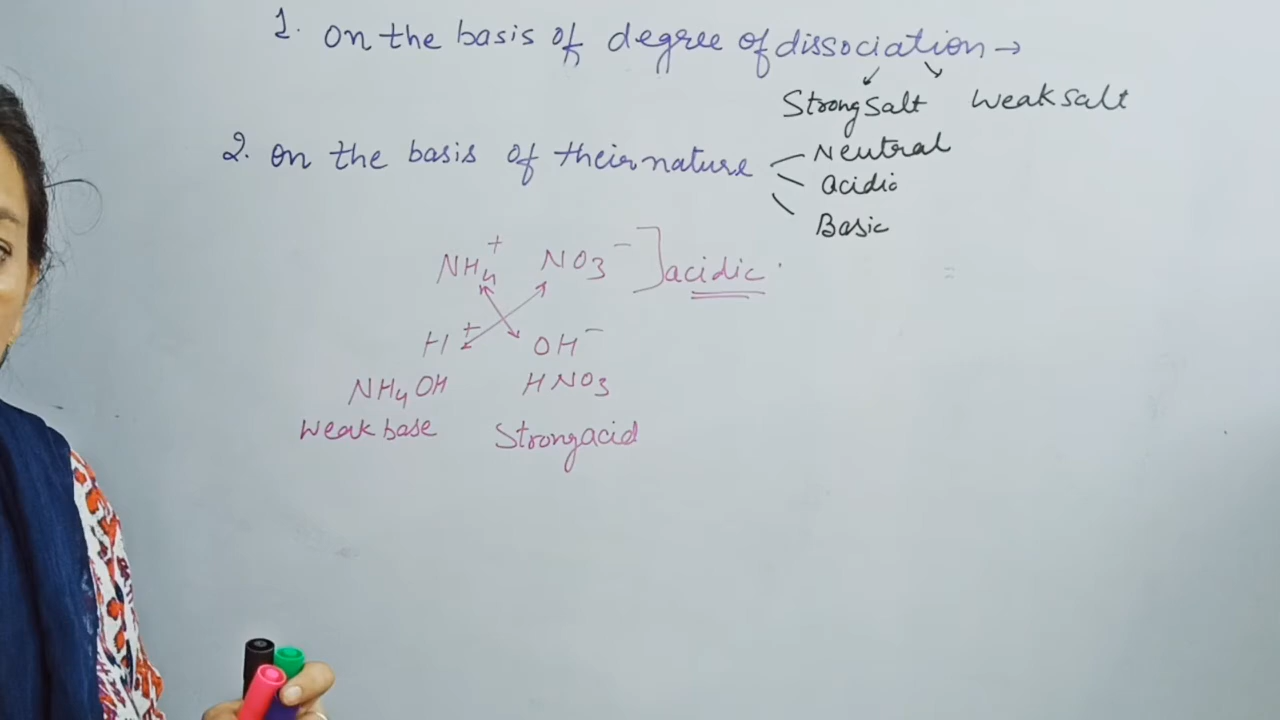 1. on the basis of degree of dissociation →
Strong salt weak salt
2. on the basis of their nature
Neutral
acidic
Basic
NH4+ NO3- ] acidic.
H+ OH-
NH4OH HNO3
weak base Strong acid